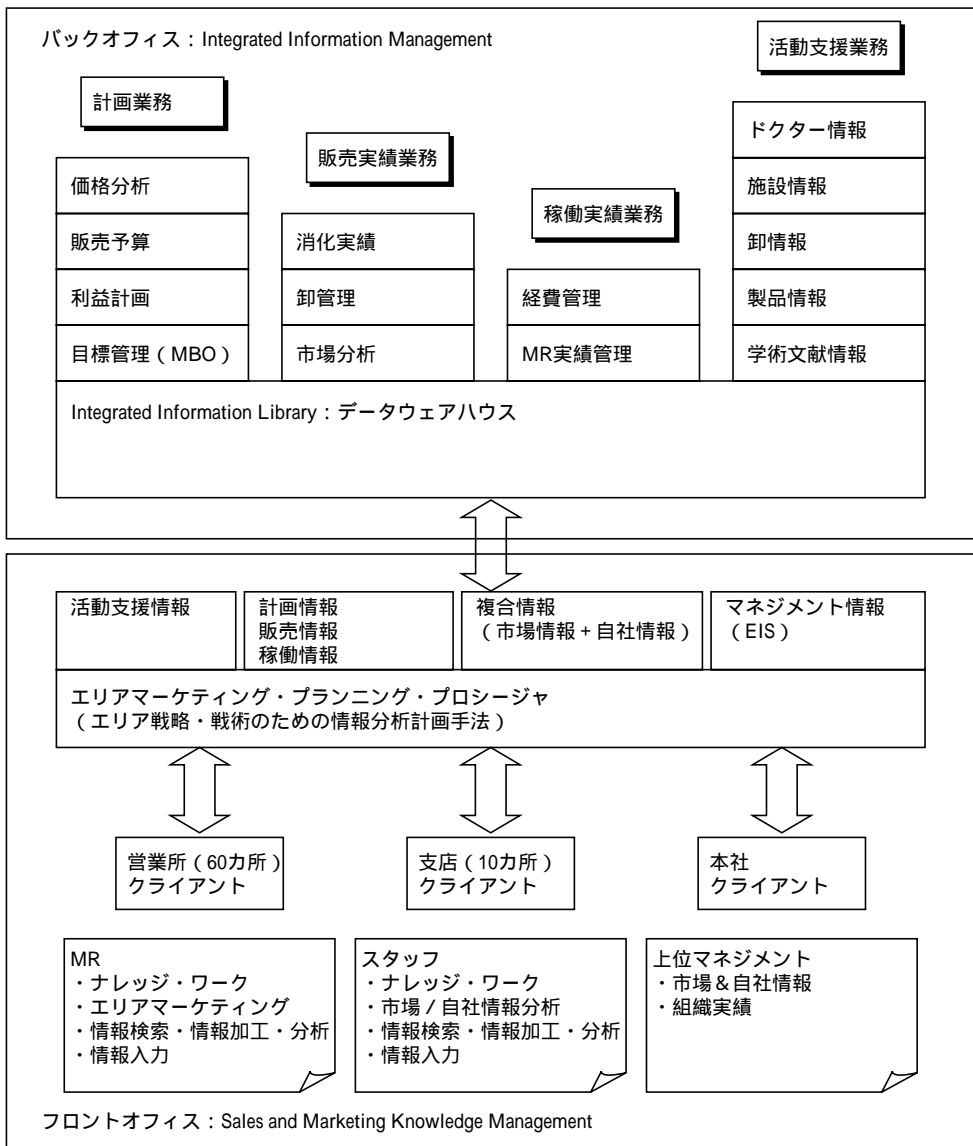 バックオフィス：Integrated Information Management
計画業務
価格分析
販売予算
利益計画
目標管理（MBO）
販売実績業務
消化実績
卸管理
市場分析
稼働実績業務
経費管理
MR実績管理
活動支援業務
ドクター情報
施設情報
卸情報
製品情報
学術文献情報
Integrated Information Library：データウェアハウス
活動支援情報
計画情報
販売情報
稼働情報
複合情報
（市場情報＋自社情報）
マネジメント情報
（EIS）
エリアマーケティング・プランニング・プロシージャ
（エリア戦略・戦術のための情報分析計画手法）
営業所（60カ所）
クライアント
支店（10カ所）
クライアント
本社
クライアント
MR
・ナレッジ・ワーク
・エリアマーケティング
・情報検索・情報加工・分析
・情報入力
スタッフ
・ナレッジ・ワーク
・市場／自社情報分析
・情報検索・情報加工・分析
・情報入力
上位マネジメント
・市場＆自社情報
・組織実績
フロントオフィス：Sales and Marketing Knowledge Management